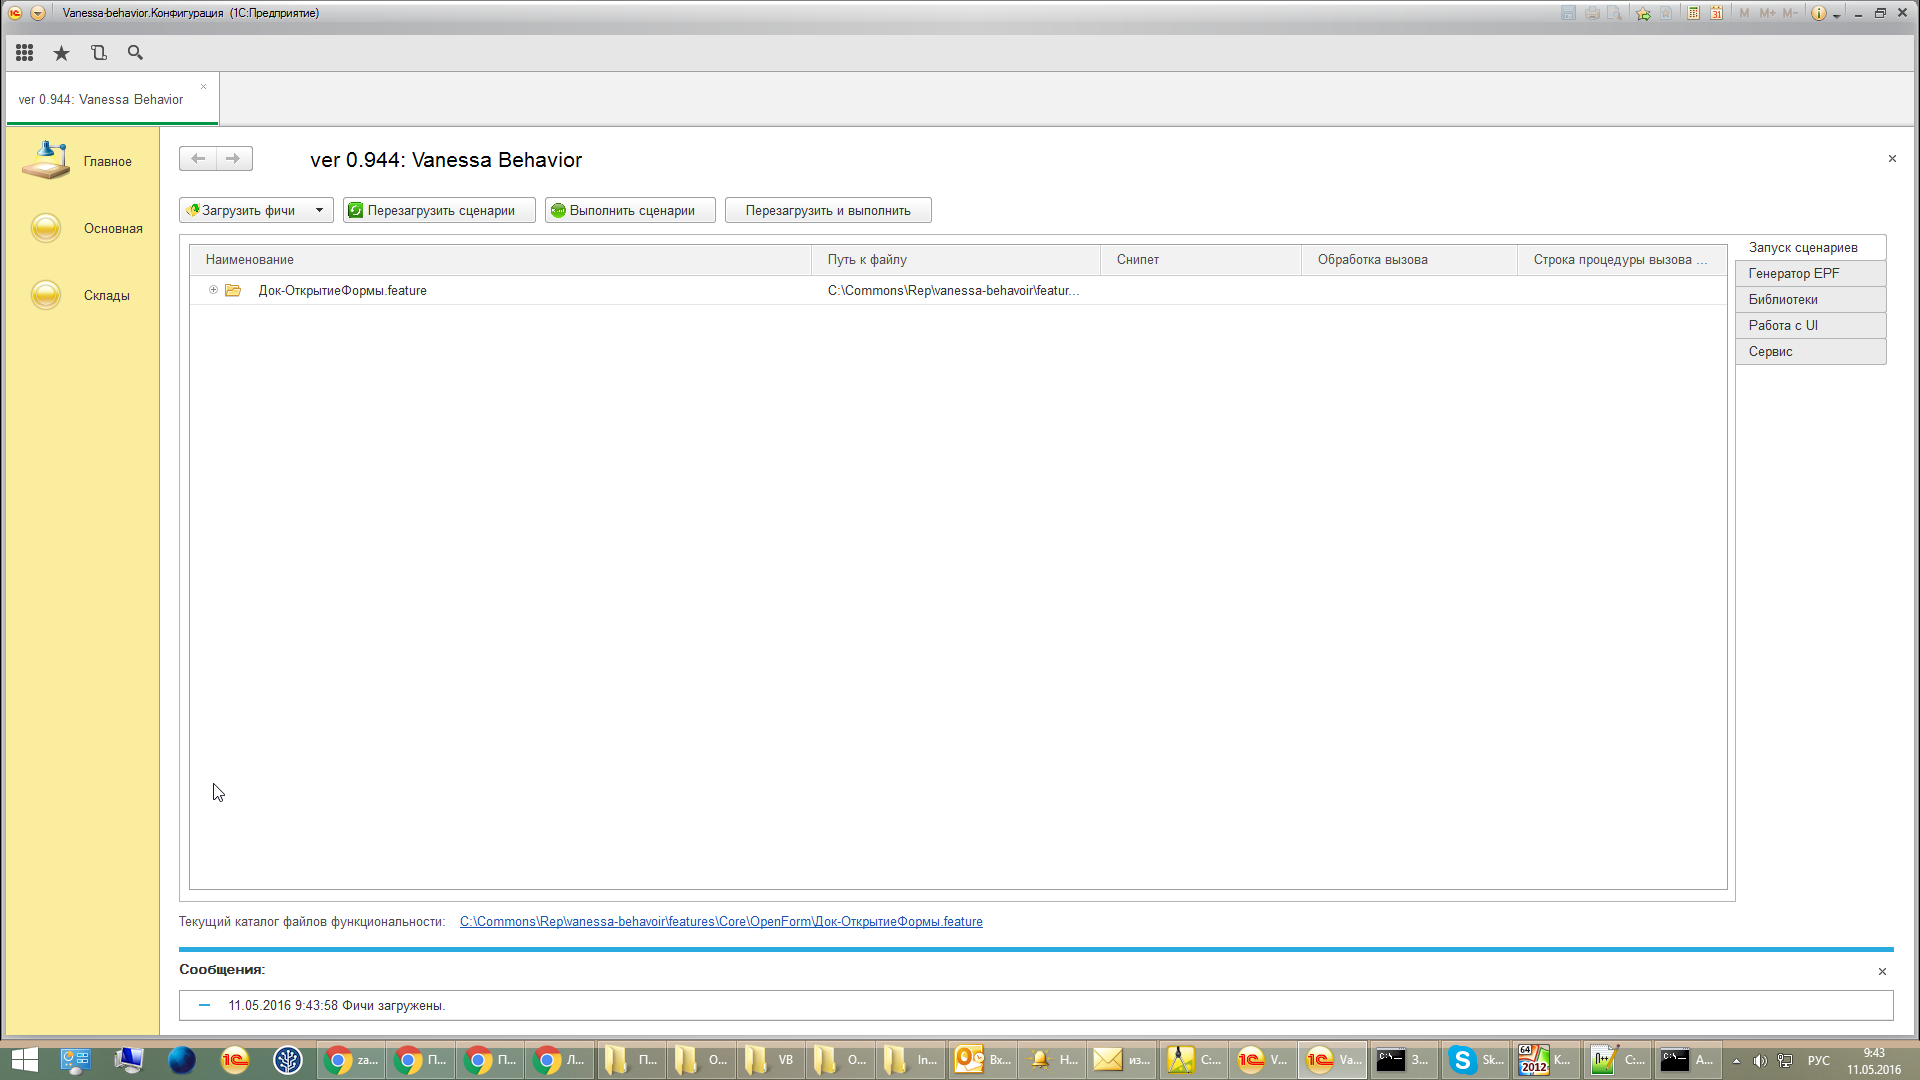 Vanessa-behavior.Конфигурация (1С:Предприятие)
31 M M+ M-
ver 0.944: Vanessa Behavior
Главное
Основная
Склады
ver 0.944: Vanessa Behavior
Загрузить фичи
Перезагрузить сценарии
Выполнить сценарии
Перезагрузить и выполнить
Наименование
Путь к файлу
Снипет
Обработка вызова
Строка процедуры вызова ...
Док-ОткрытиеФормы.feature
C:\Commons\Rep\vanessa-behavoir\featur...
Запуск сценариев
Генератор EPF
Библиотеки
Работа с UI
Сервис
Текущий каталог файлов функциональности: C:\Commons\Rep\vanessa-behavoir\features\Core\OpenForm\Док-ОткрытиеФормы.feature
Сообщения:
11.05.2016 9:43:58 Фичи загружены.
za... П... П... Л... П... О... VB О... In... Вх... Н... из... C:... V... Va... З... Sk... 64 2012 К... C:... А... РУС
9:43
11.05.2016